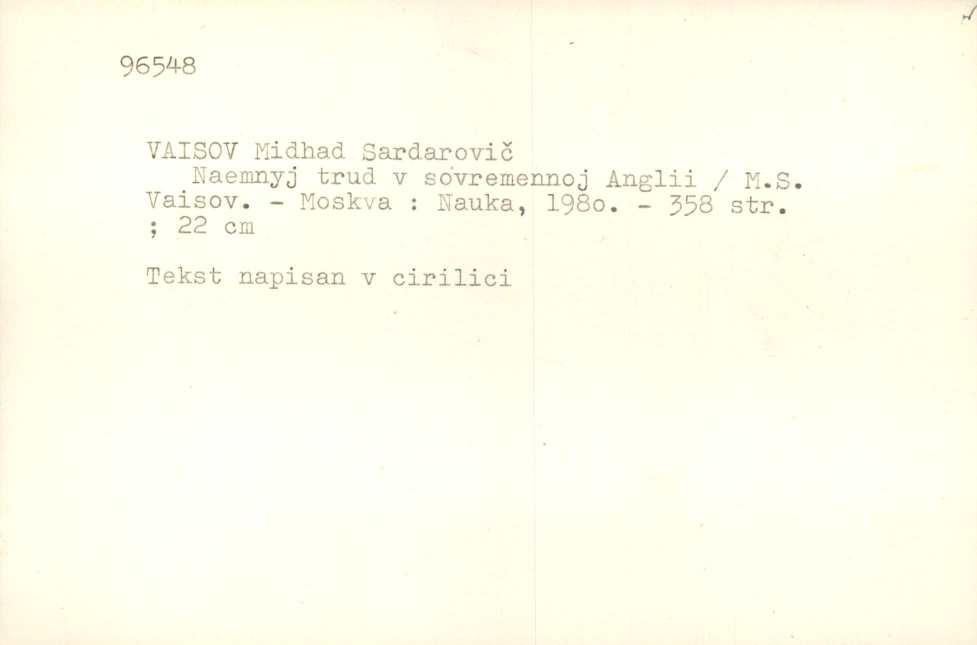 96548
VAISOV Midhad Sardarovič
Naemnyj trud v sovremennoj Anglii / M.S.
Vaisov. - Moskva : Nauka, 198o. - 358 str.
; 22 cm
Tekst napisan v cirilici